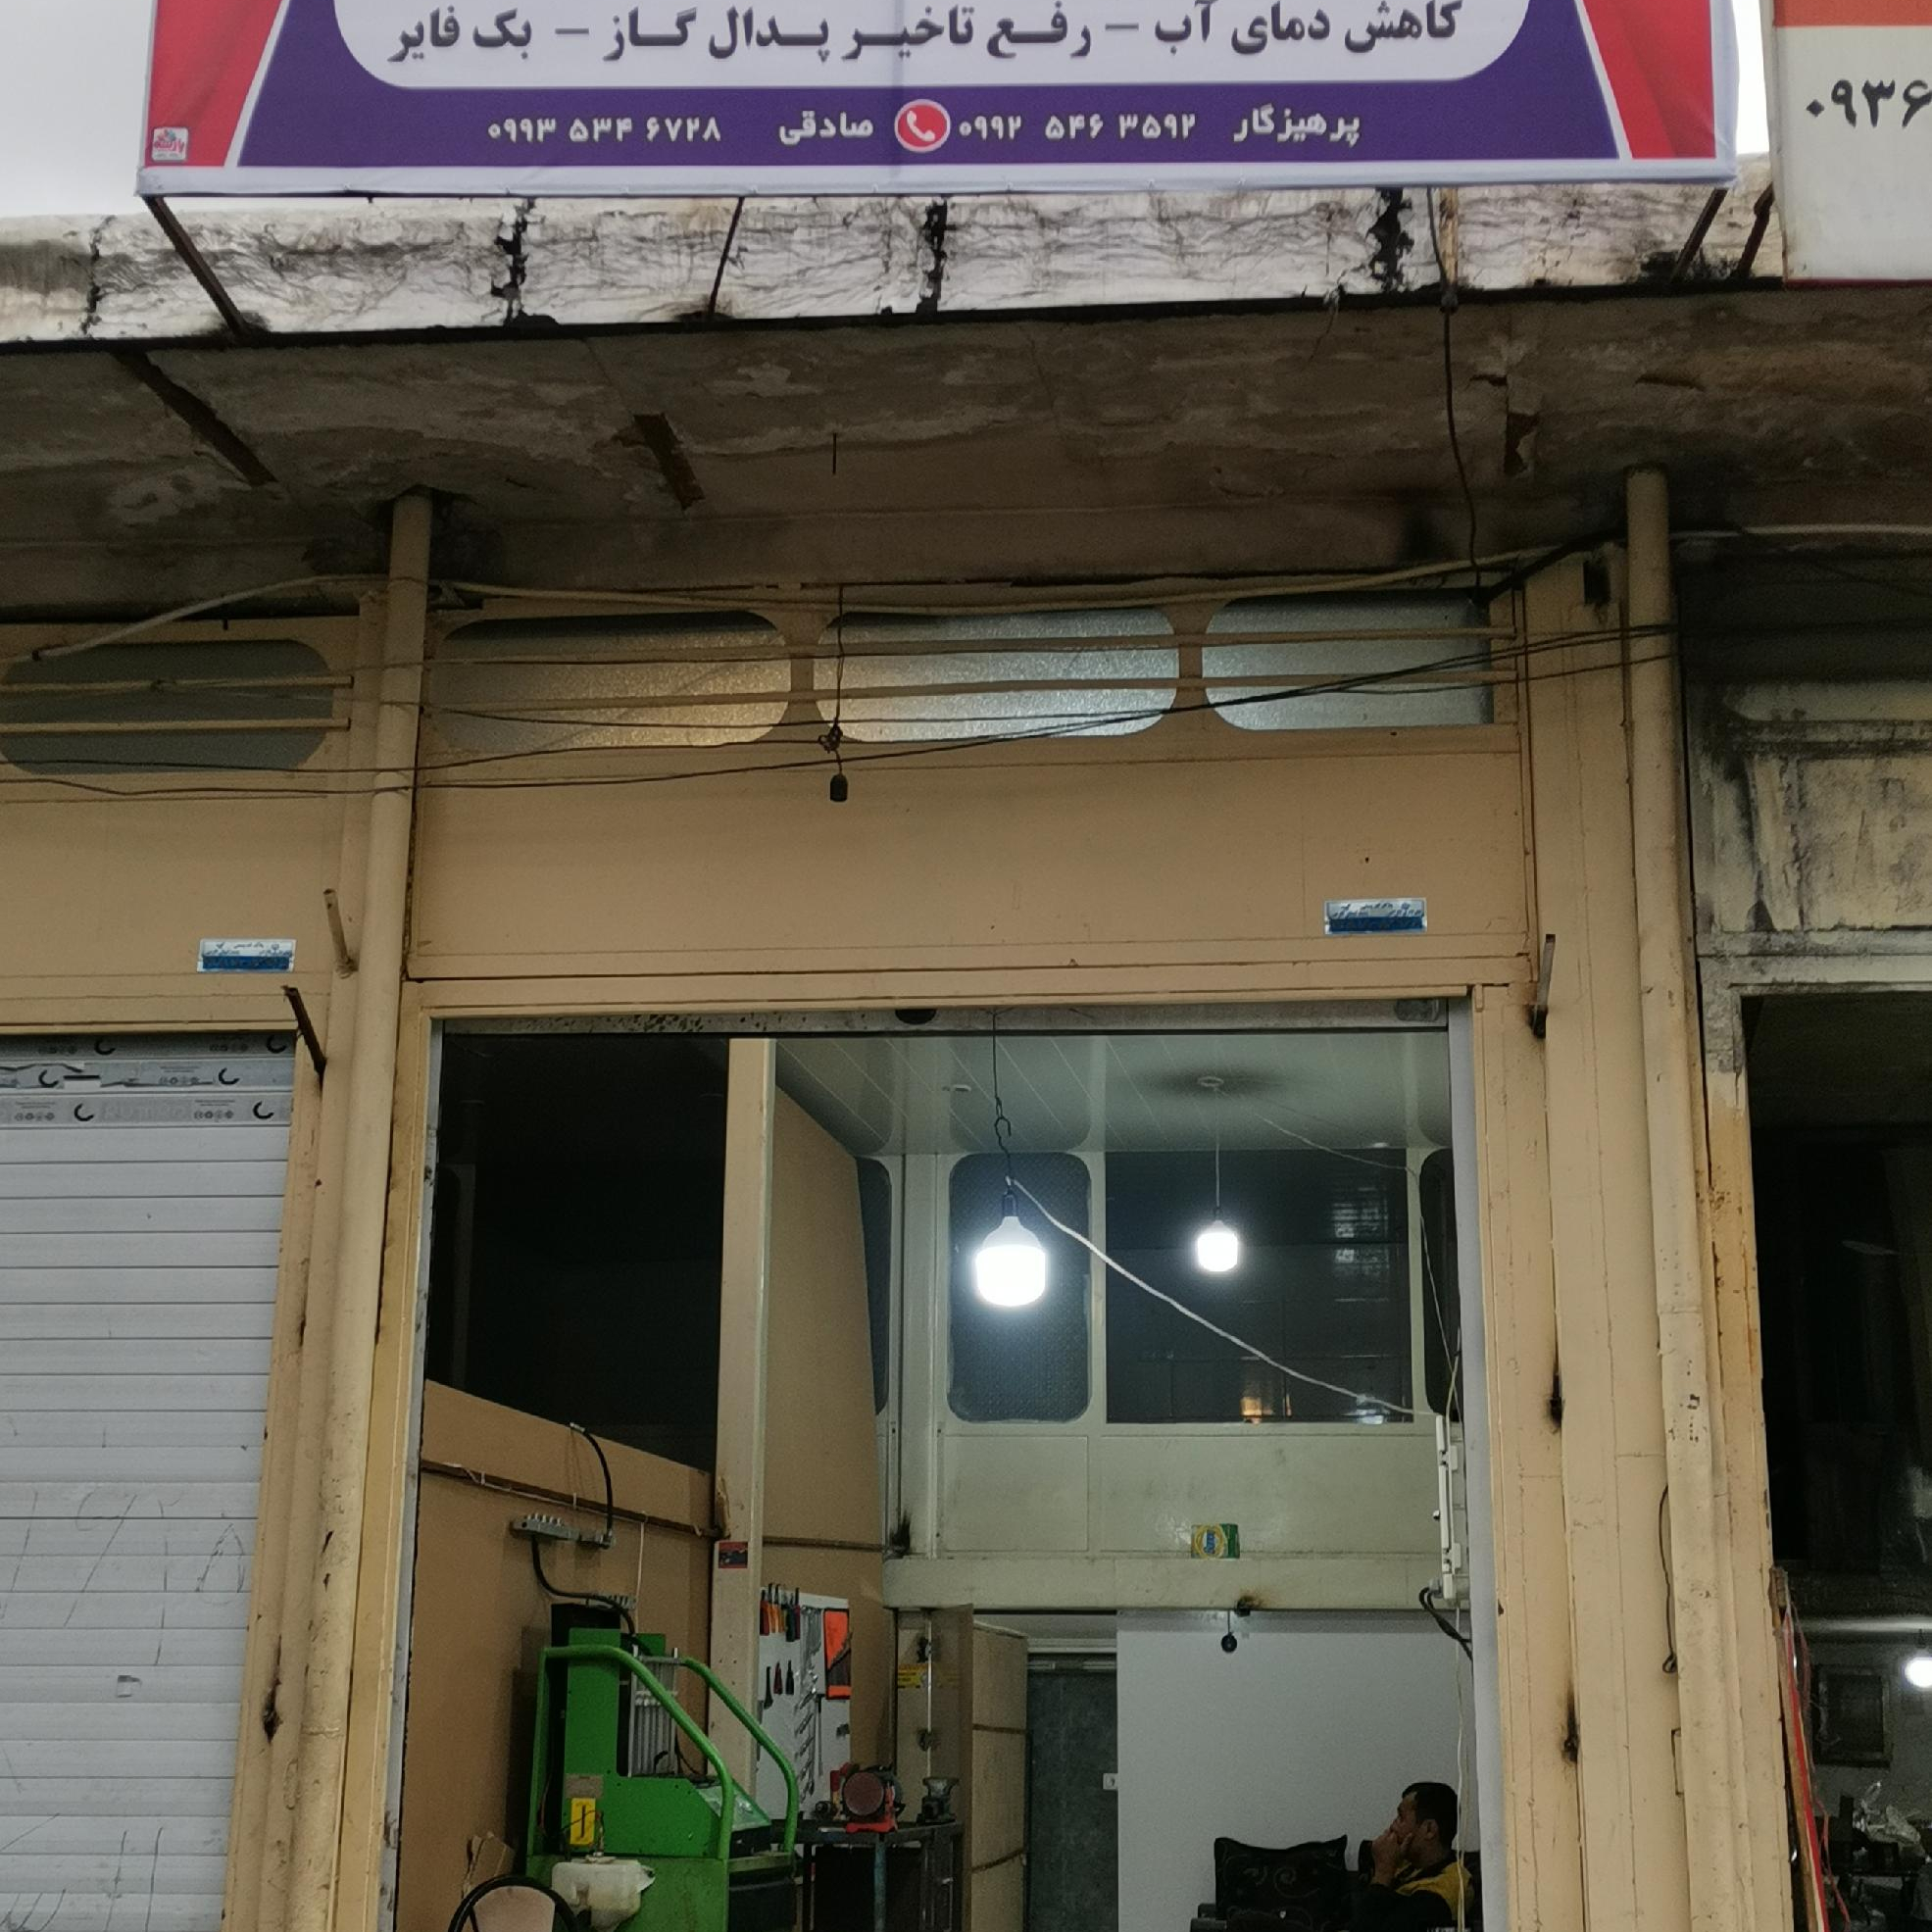 کاهش دمای آب – رفع تاخیر پدال گاز – بک فایر
پرهیزگار ۰۹۹۲ ۵۴۶ ۳۵۹۲ صادقی ۰۹۹۳ ۵۳۴ ۶۷۲۸
۰۹۳۶